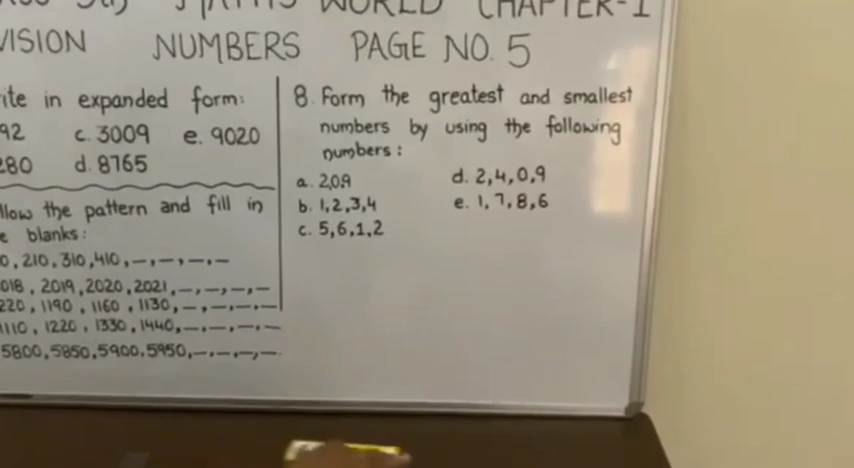 MATHS WORLD CHAPTER-1
VISION NUMBERS PAGE NO. 5
ite in expanded form:
92 c. 3009 e. 9020
280 d. 8765
llow the pattern and fill in
e blanks:
0, 210, 310, 410, —, —, —, —
018, 2019, 2020, 2021, —, —, —, —
220, 1190, 1160, 1130, —, —, —, —
1110, 1220, 1330, 1440, —, —, —, —
5800, 5850, 5900, 5950, —, —, —, —.
8. Form the greatest and smallest
numbers by using the following
numbers:
a. 2,0,9 d. 2,4,0,9
b. 1,2,3,4 e. 1,7,8,6
c. 5,6,1,2